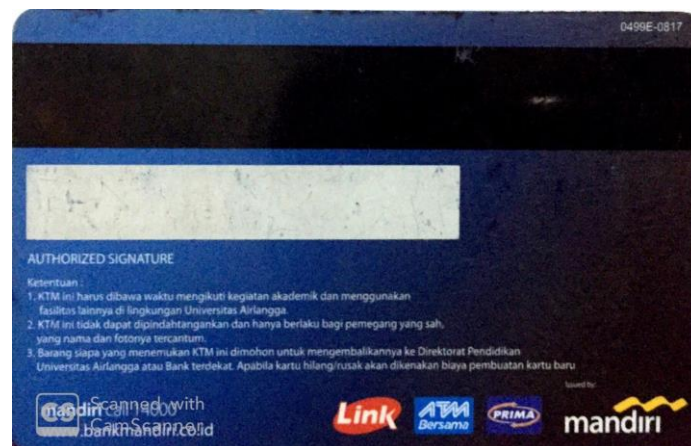 0499E-0817
AUTHORIZED SIGNATURE
Ketentuan :
1. KTM ini harus dibawa waktu mengikuti kegiatan akademik dan menggunakan
fasilitas lainnya di lingkungan Universitas Airlangga.
2. KTM ini tidak dapat dipindahtangankan dan hanya berlaku bagi pemegang yang sah,
yang nama dan fotonya tercantum.
3. Barang siapa yang menemukan KTM ini dimohon untuk mengembalikannya ke Direktorat Pendidikan
Universitas Airlangga atau Bank terdekat. Apabila kartu hilang/rusak akan dikenakan biaya pembuatan kartu baru
Issued by:
mandiri call 14000
www.bankmandiri.co.id
CS Scanned with
CamScanner
Link
ATM
Bersama
PRIMA
mandiri